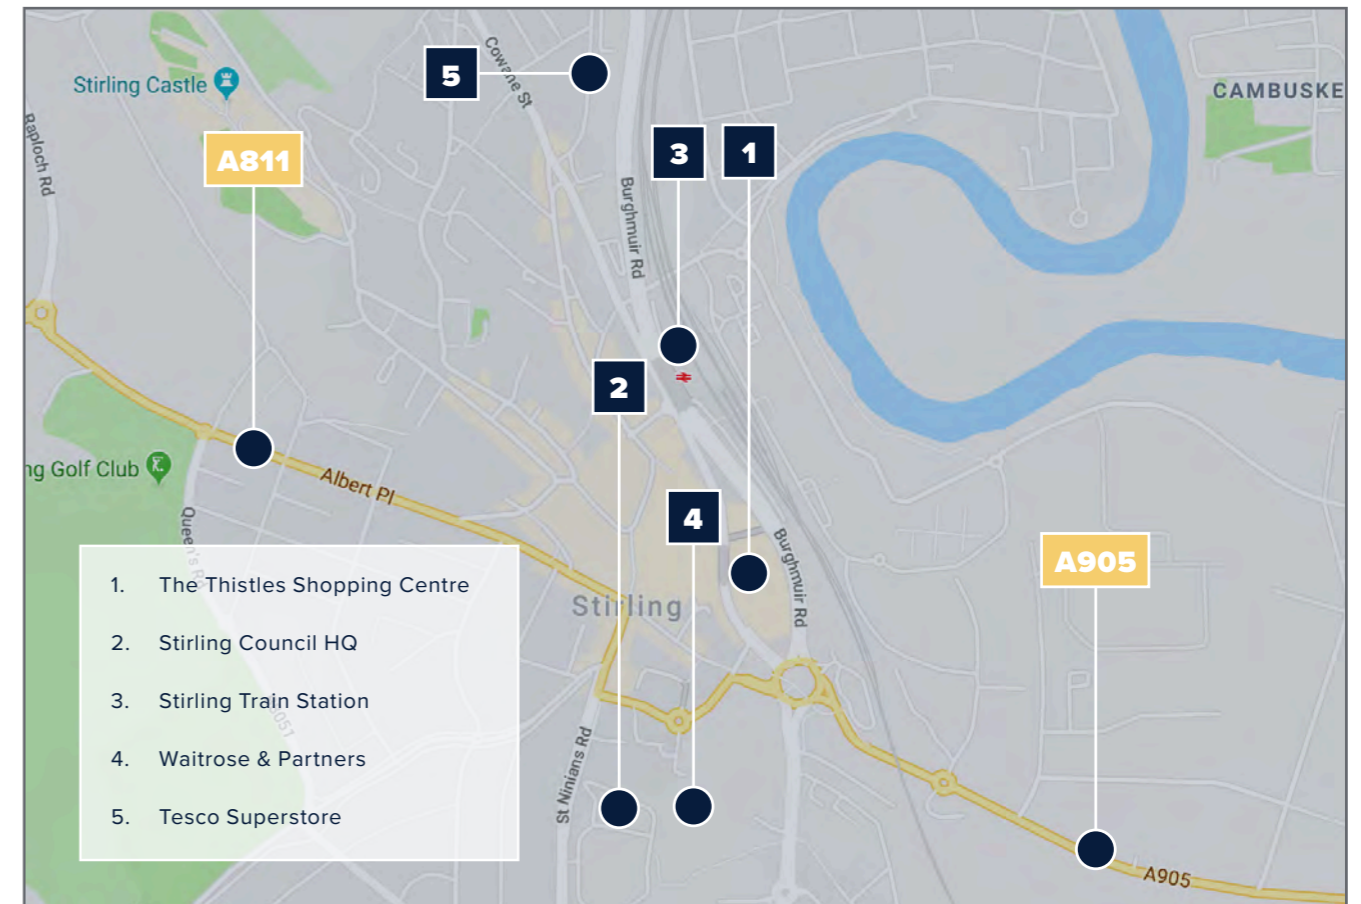 Cowane St
5
Stirling Castle
CAMBUSKE
Raploch Rd
A811
3
1
Burghmuir Rd
2
ng Golf Club
Albert Pl
4
Queen's Rd
Burghmuir Rd
A905
Stirling
1. The Thistles Shopping Centre
2. Stirling Council HQ
3. Stirling Train Station
4. Waitrose & Partners
5. Tesco Superstore
St Ninians Rd
A905